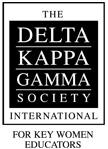 THE
DELTA
KAPPA
GAMMA
SOCIETY
INTERNATIONAL
FOR KEY WOMEN
EDUCATORS